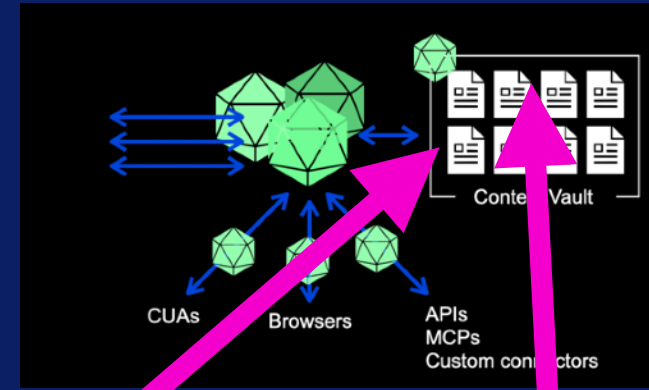 Vault
CUAs
Browsers
APIs
MCPs
Custom connectors